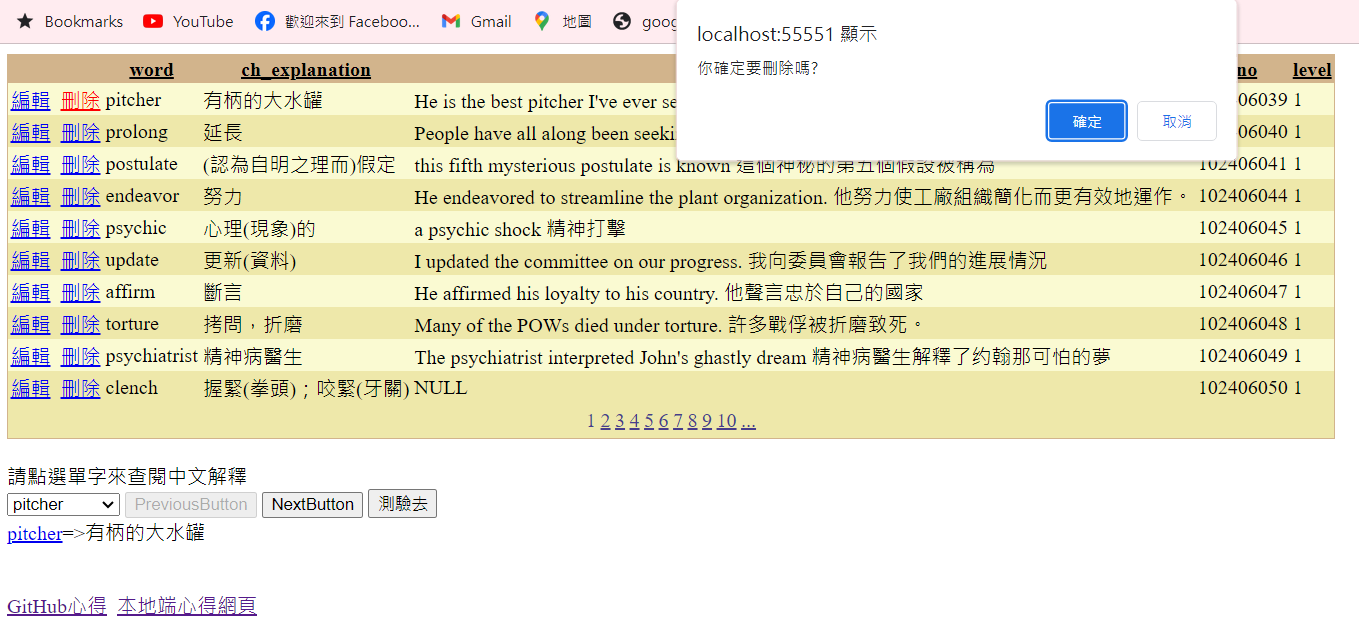 Bookmarks YouTube 歡迎來到 Faceboo... Gmail 地圖 goog
localhost:55551 顯示
你確定要刪除嗎?
確定 取消
word ch_explanation no level
編輯 刪除 pitcher 有柄的大水罐 He is the best pitcher I've ever se 06039 1
編輯 刪除 prolong 延長 People have all along been seeki 06040 1
編輯 刪除 postulate (認為自明之理而)假定 this fifth mysterious postulate is known 這個神秘的第五個假設被稱為 102406041 1
編輯 刪除 endeavor 努力 He endeavored to streamline the plant organization. 他努力使工廠組織簡化而更有效地運作。 102406044 1
編輯 刪除 psychic 心理(現象)的 a psychic shock 精神打擊 102406045 1
編輯 刪除 update 更新(資料) I updated the committee on our progress. 我向委員會報告了我們的進展情況 102406046 1
編輯 刪除 affirm 斷言 He affirmed his loyalty to his country. 他聲言忠於自己的國家 102406047 1
編輯 刪除 torture 拷問，折磨 Many of the POWs died under torture. 許多戰俘被折磨致死。 102406048 1
編輯 刪除 psychiatrist 精神病醫生 The psychiatrist interpreted John's ghastly dream 精神病醫生解釋了约翰那可怕的夢 102406049 1
編輯 刪除 clench 握緊(拳頭)；咬緊(牙關) NULL 102406050 1
1 2 3 4 5 6 7 8 9 10 ...
請點選單字來查閱中文解釋
pitcher PreviousButton NextButton 測驗去
pitcher=>有柄的大水罐
GitHub心得 本地端心得網頁